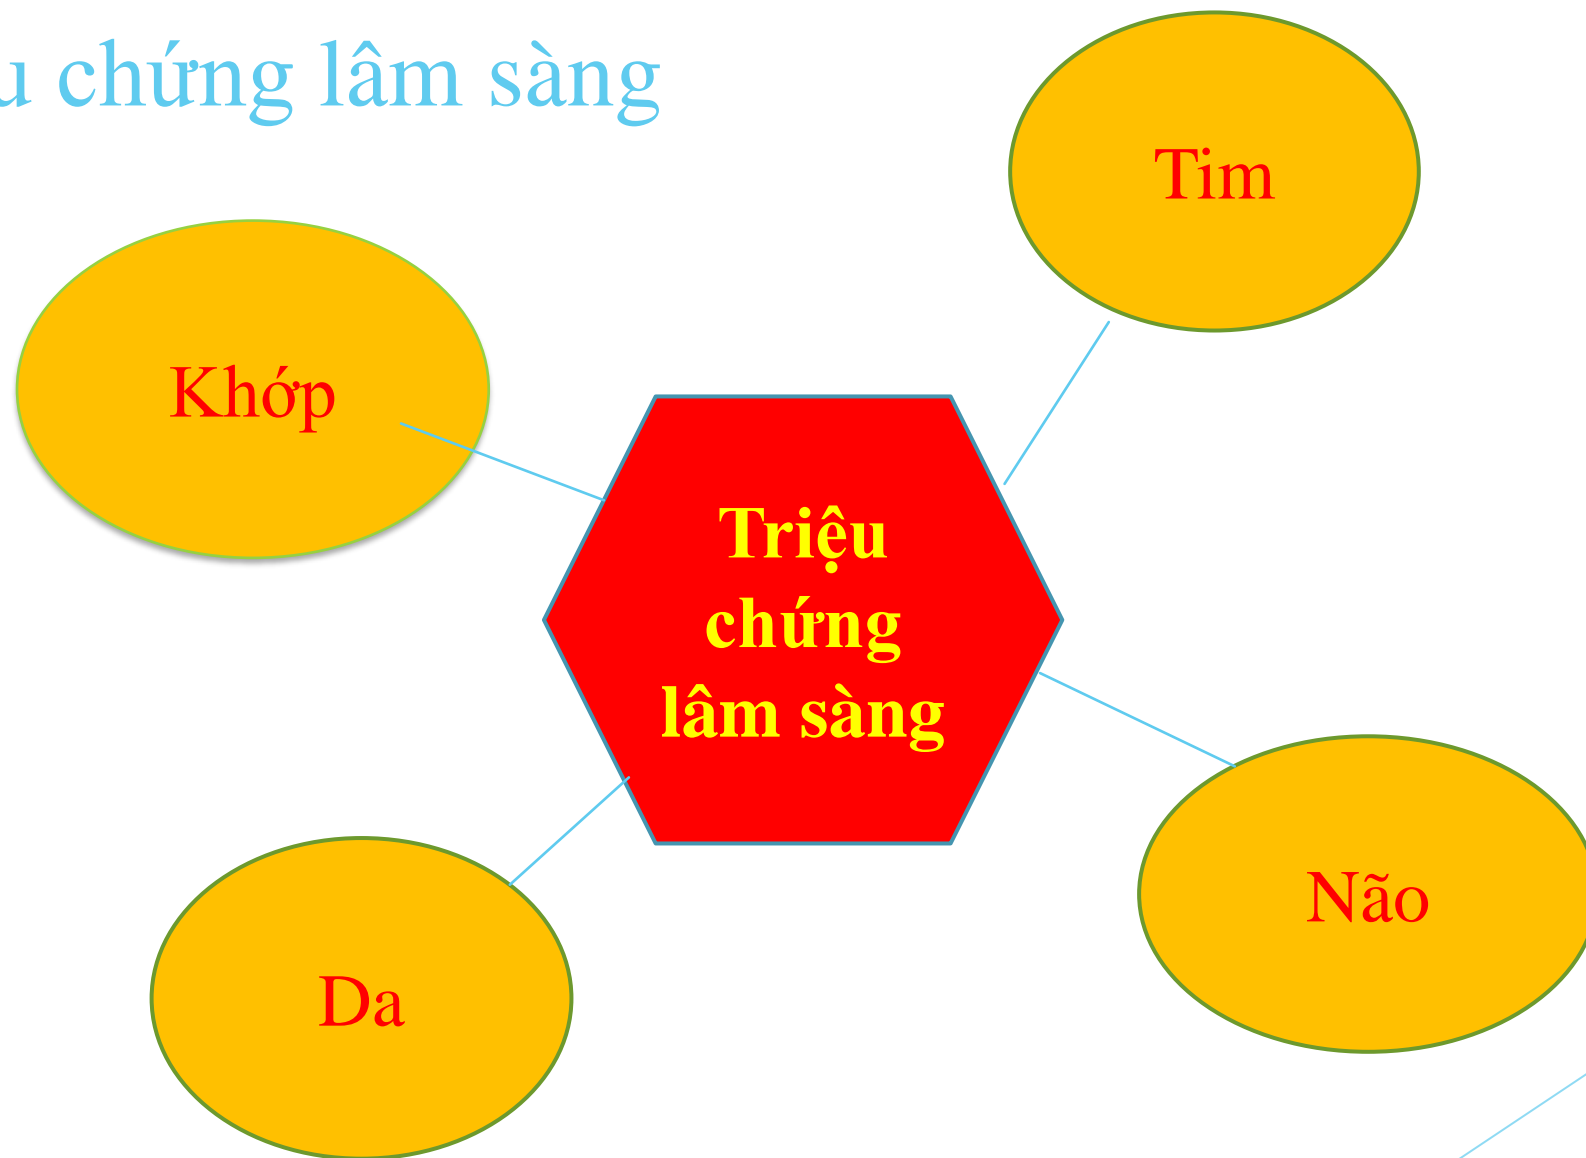 chứng lâm sàng
Tim
Khớp
Triệu
chứng
lâm sàng
Não
Da